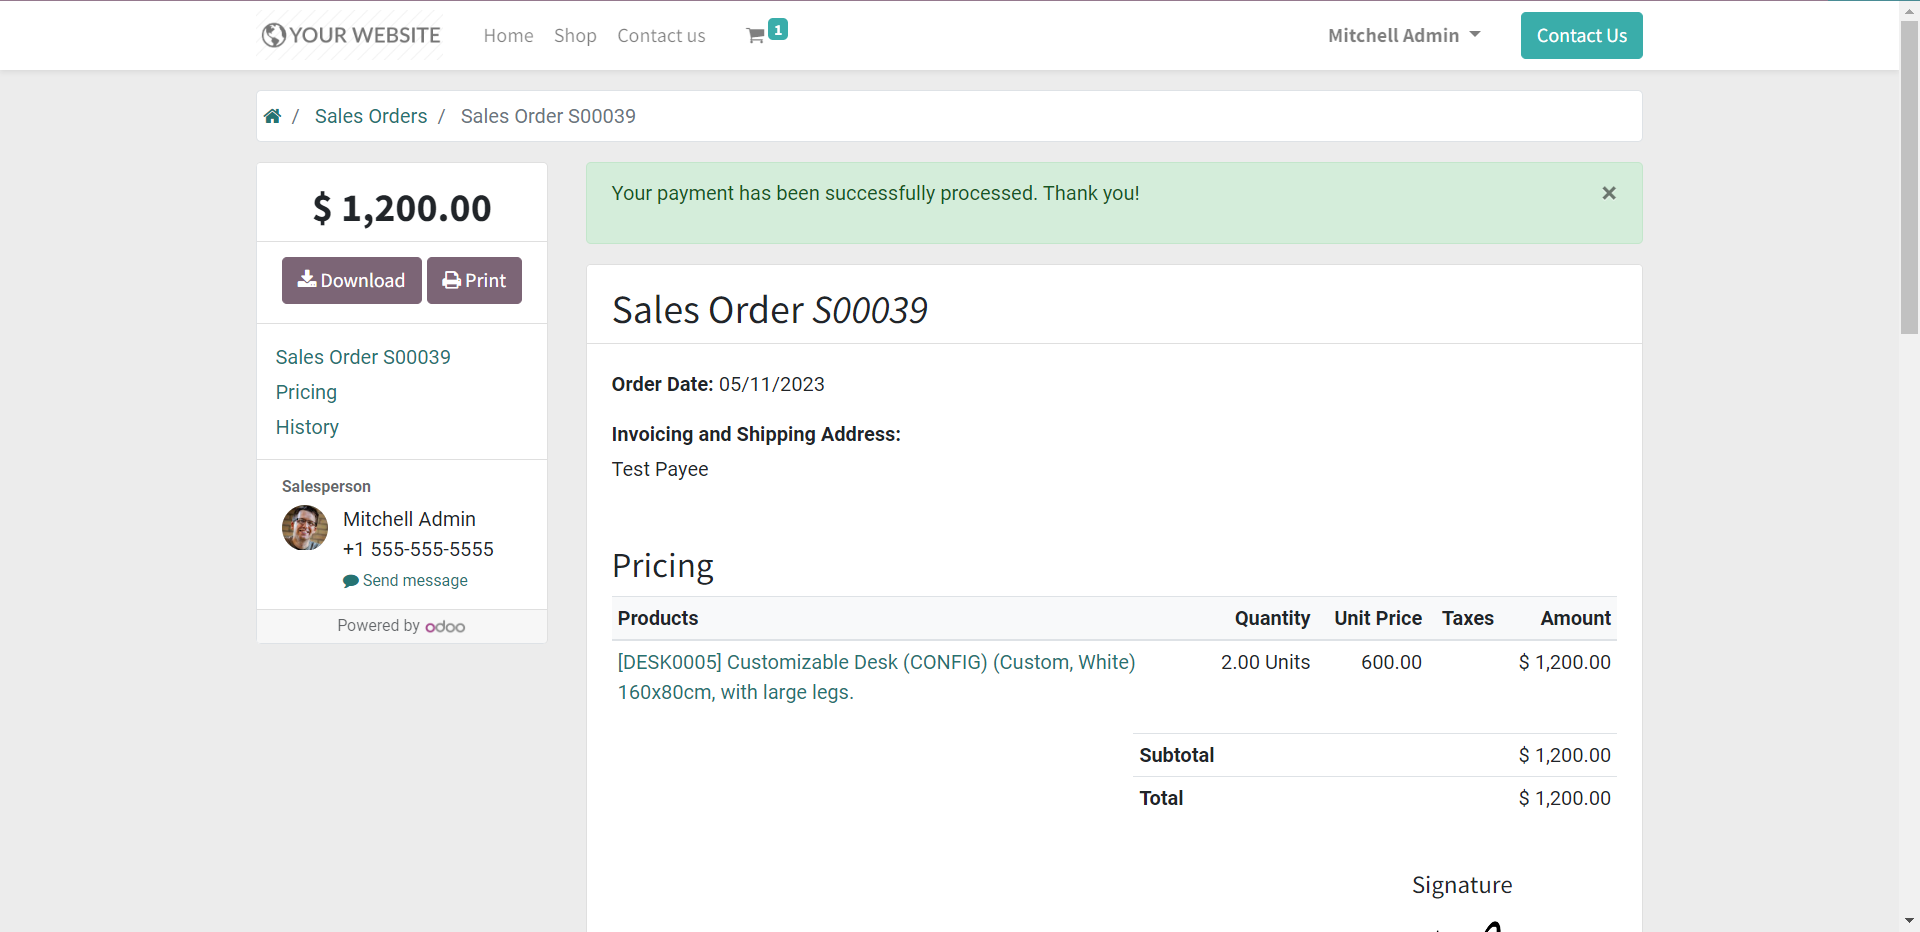 YOUR WEBSITE Home Shop Contact us 1 Mitchell Admin Contact Us
/ Sales Orders / Sales Order S00039
$ 1,200.00
Download Print
Sales Order S00039
Pricing
History
Salesperson
Mitchell Admin
+1 555-555-5555
Send message
Powered by odoo
Your payment has been successfully processed. Thank you! ×
Sales Order S00039
Order Date: 05/11/2023
Invoicing and Shipping Address:
Test Payee
Pricing
Products Quantity Unit Price Taxes Amount
[DESK0005] Customizable Desk (CONFIG) (Custom, White) 2.00 Units 600.00 $ 1,200.00
160x80cm, with large legs.
Subtotal $ 1,200.00
Total $ 1,200.00
Signature